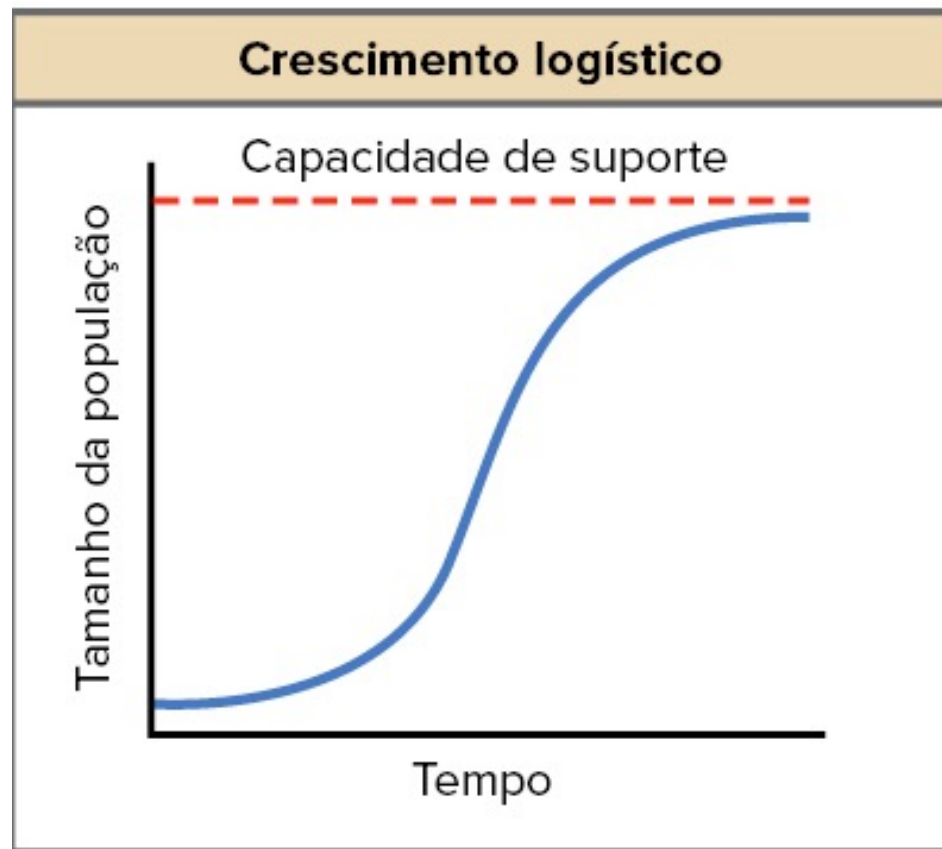 Crescimento logístico
Capacidade de suporte
Tamanho da população
Tempo